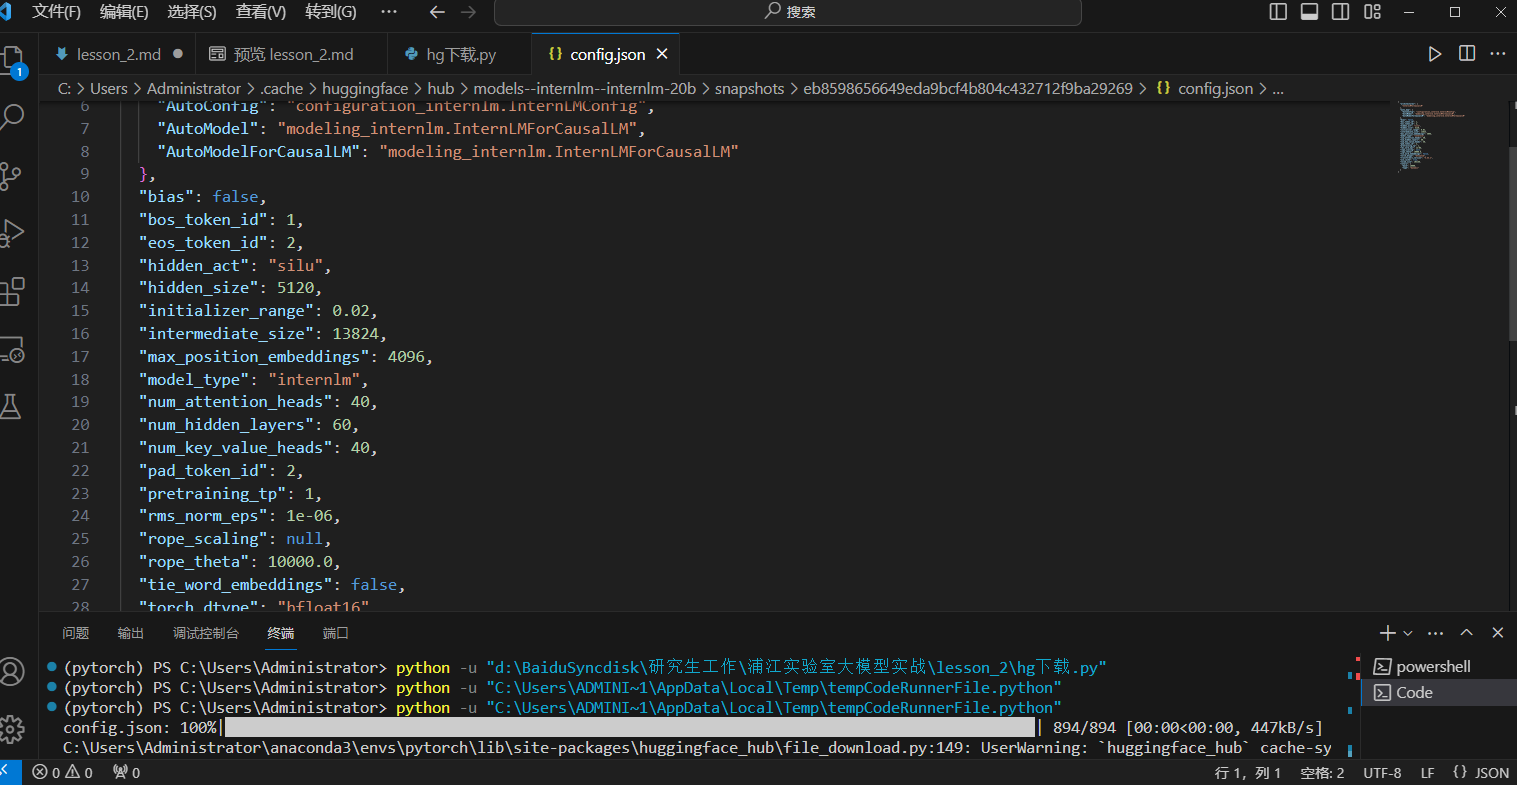 文件(F) 编辑(E) 选择(S) 查看(V) 转到(G) ··· 搜索
lesson_2.md 预览 lesson_2.md hg下载.py config.json
1
C: > Users > Administrator > .cache > huggingface > hub > models--internlm--internlm-20b > snapshots > eb8598656649eda9bcf4b804c432712f9ba29269 > {} config.json > ...
6 "AutoConfig": "configuration_internlm.InternLMConfig",
7 "AutoModel": "modeling_internlm.InternLMForCausalLM",
8 "AutoModelForCausalLM": "modeling_internlm.InternLMForCausalLM"
9 },
10 "bias": false,
11 "bos_token_id": 1,
12 "eos_token_id": 2,
13 "hidden_act": "silu",
14 "hidden_size": 5120,
15 "initializer_range": 0.02,
16 "intermediate_size": 13824,
17 "max_position_embeddings": 4096,
18 "model_type": "internlm",
19 "num_attention_heads": 40,
20 "num_hidden_layers": 60,
21 "num_key_value_heads": 40,
22 "pad_token_id": 2,
23 "pretraining_tp": 1,
24 "rms_norm_eps": 1e-06,
25 "rope_scaling": null,
26 "rope_theta": 10000.0,
27 "tie_word_embeddings": false,
28 "torch_dtype": "bfloat16"
问题 输出 调试控制台 终端 端口
(pytorch) PS C:\Users\Administrator> python -u "d:\BaiduSyncdisk\研究生工作\浦江实验室大模型实战\lesson_2\hg下载.py"
(pytorch) PS C:\Users\Administrator> python -u "C:\Users\ADMINI~1\AppData\Local\Temp\tempCodeRunnerFile.python"
(pytorch) PS C:\Users\Administrator> python -u "C:\Users\ADMINI~1\AppData\Local\Temp\tempCodeRunnerFile.python"
config.json: 100%| | 894/894 [00:00<00:00, 447kB/s]
C:\Users\Administrator\anaconda3\envs\pytorch\lib\site-packages\huggingface_hub\file_download.py:149: UserWarning: `huggingface_hub` cache-sy
powershell
Code
0 0 0 行 1，列 1 空格: 2 UTF-8 LF {} JSON